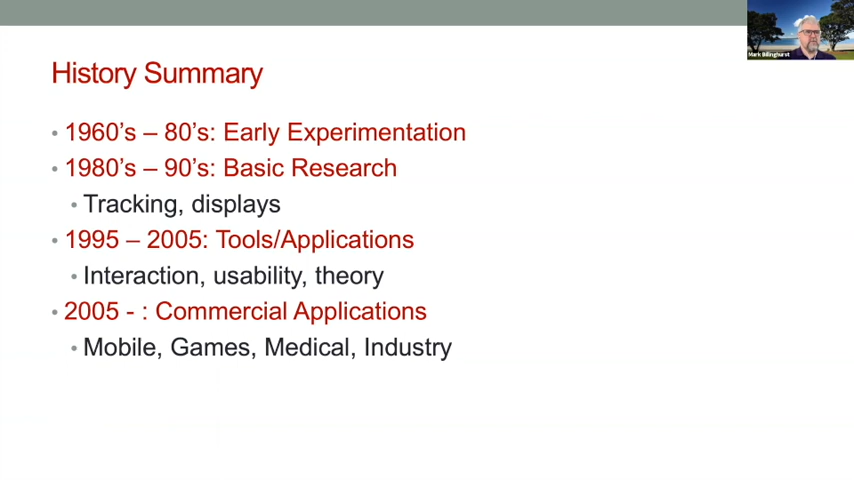 Mark Billinghurst
History Summary
• 1960’s – 80’s: Early Experimentation
• 1980’s – 90’s: Basic Research
• Tracking, displays
• 1995 – 2005: Tools/Applications
• Interaction, usability, theory
• 2005 - : Commercial Applications
• Mobile, Games, Medical, Industry